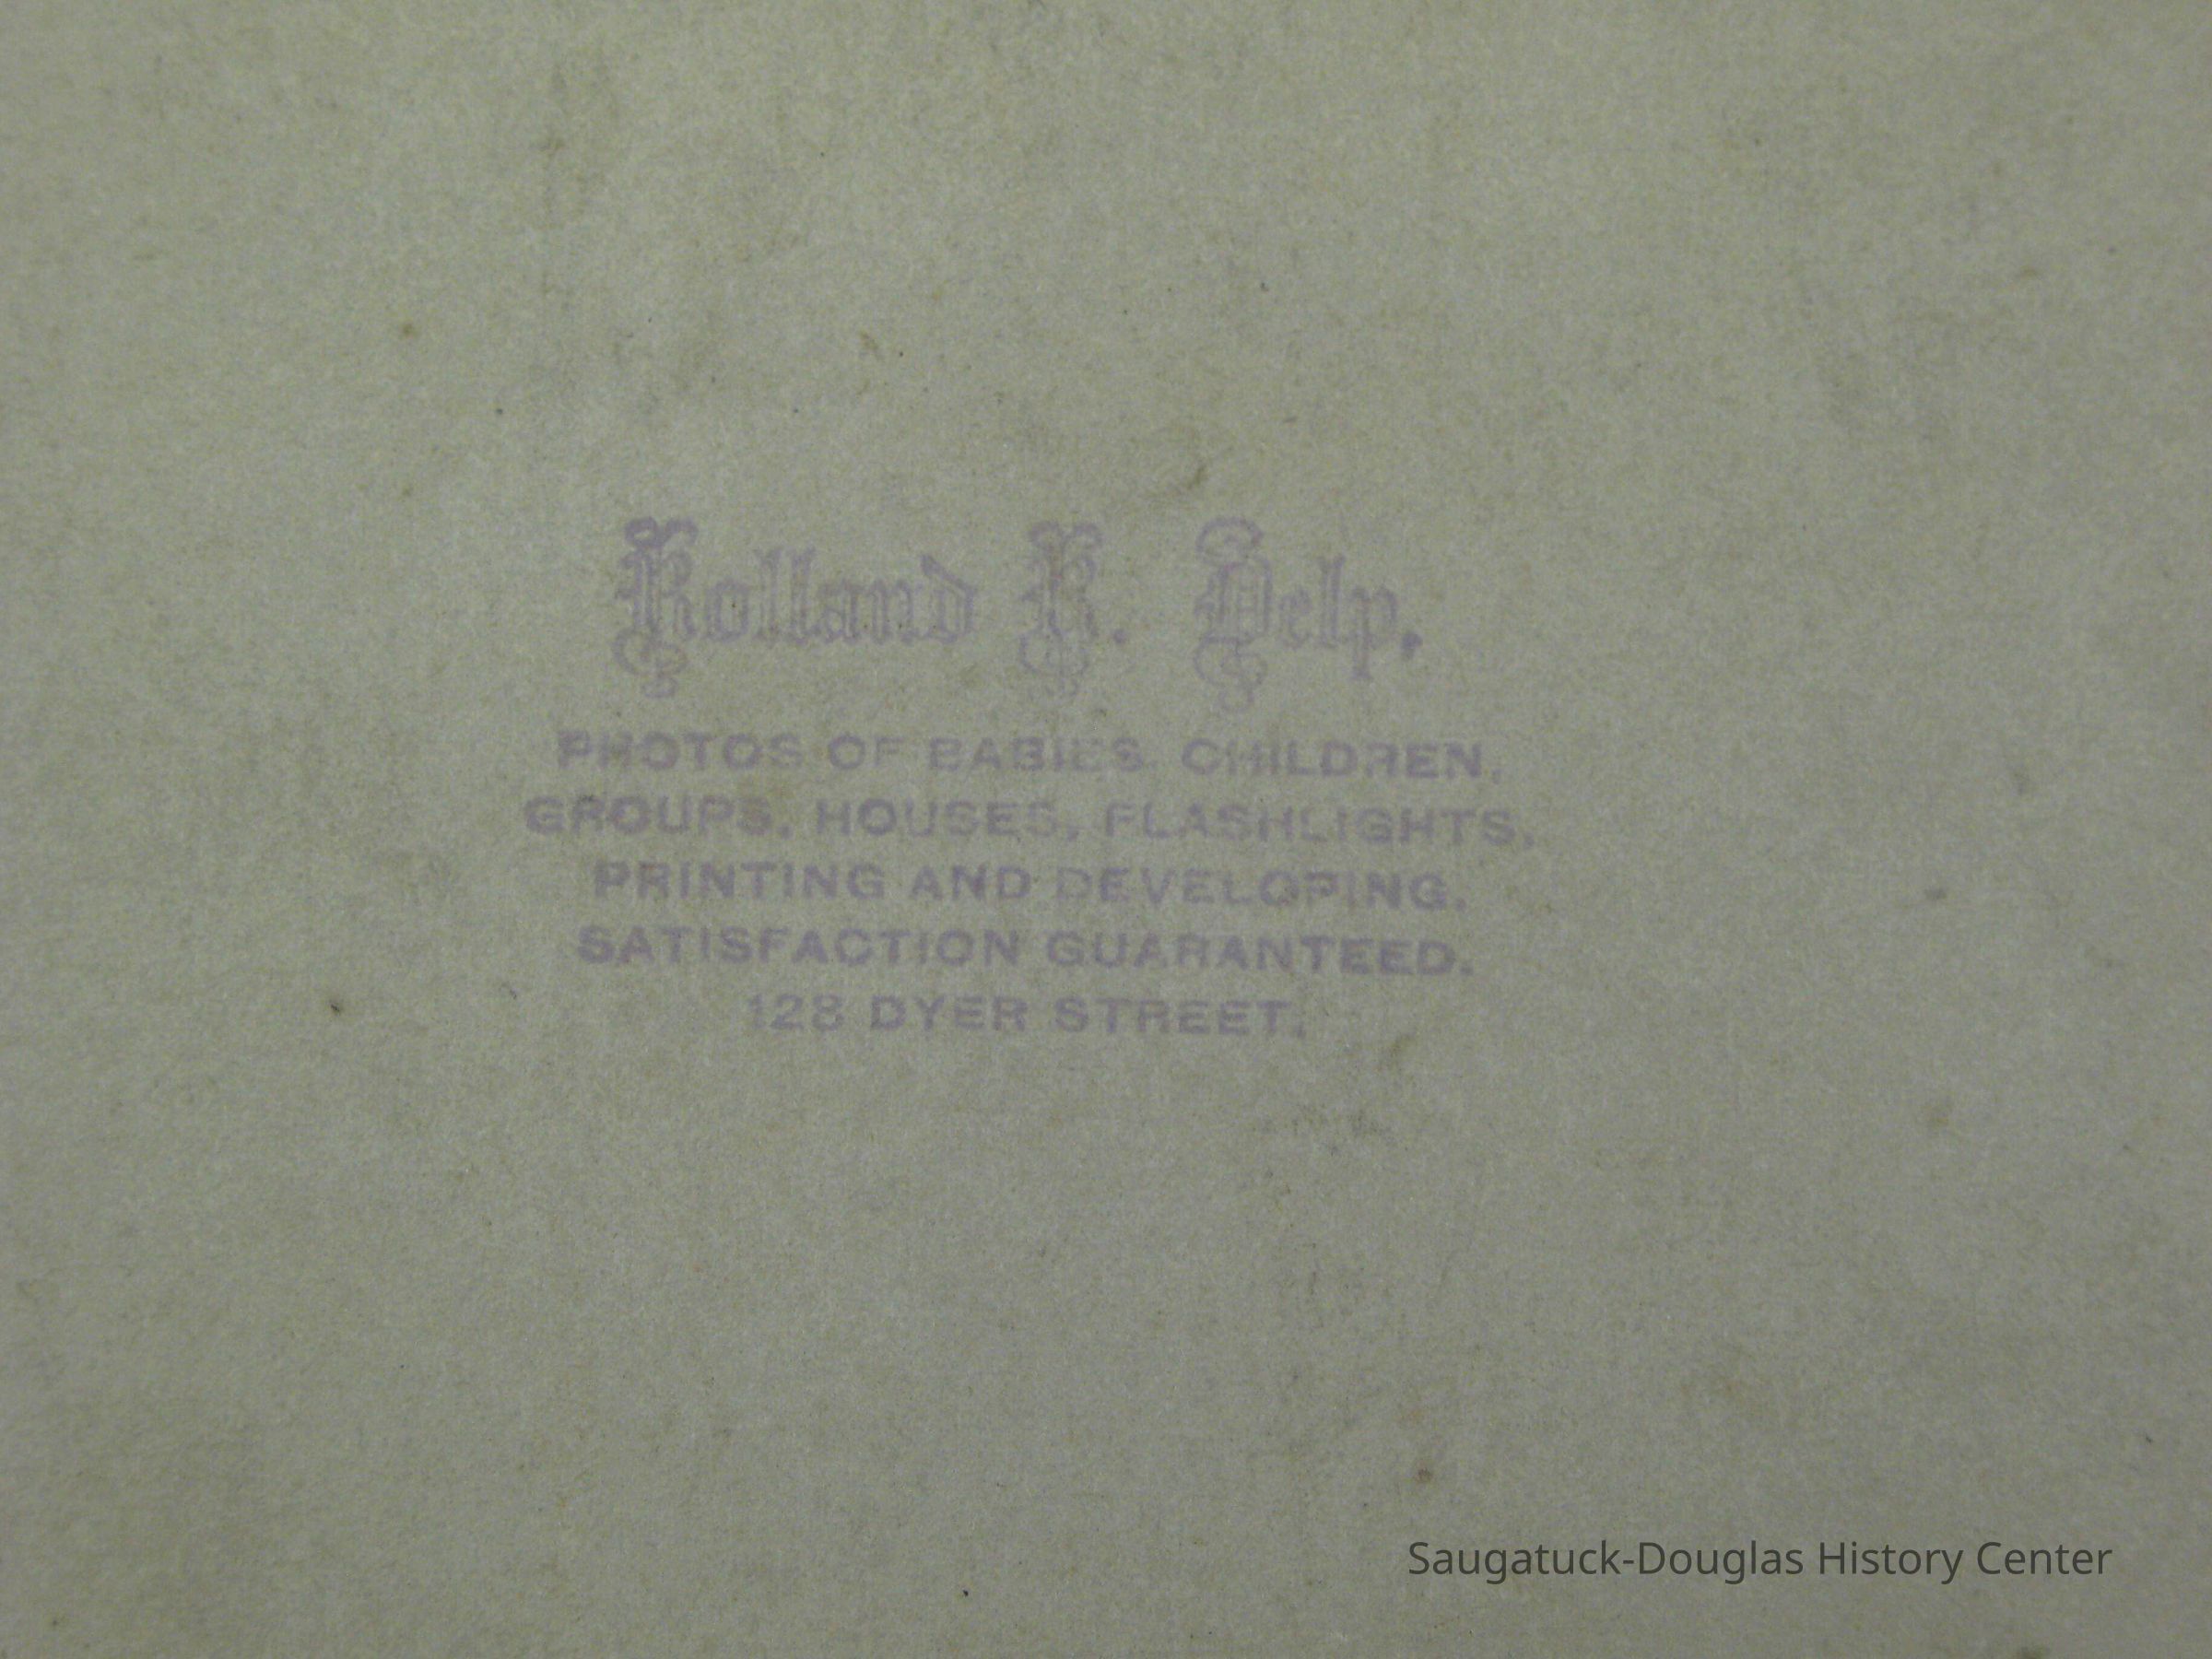 Rolland R. Delp.
PHOTOS OF BABIES, CHILDREN,
GROUPS, HOUSES, FLASHLIGHTS,
PRINTING AND DEVELOPING.
SATISFACTION GUARANTEED.
128 DYER STREET.
Saugatuck-Douglas History Center